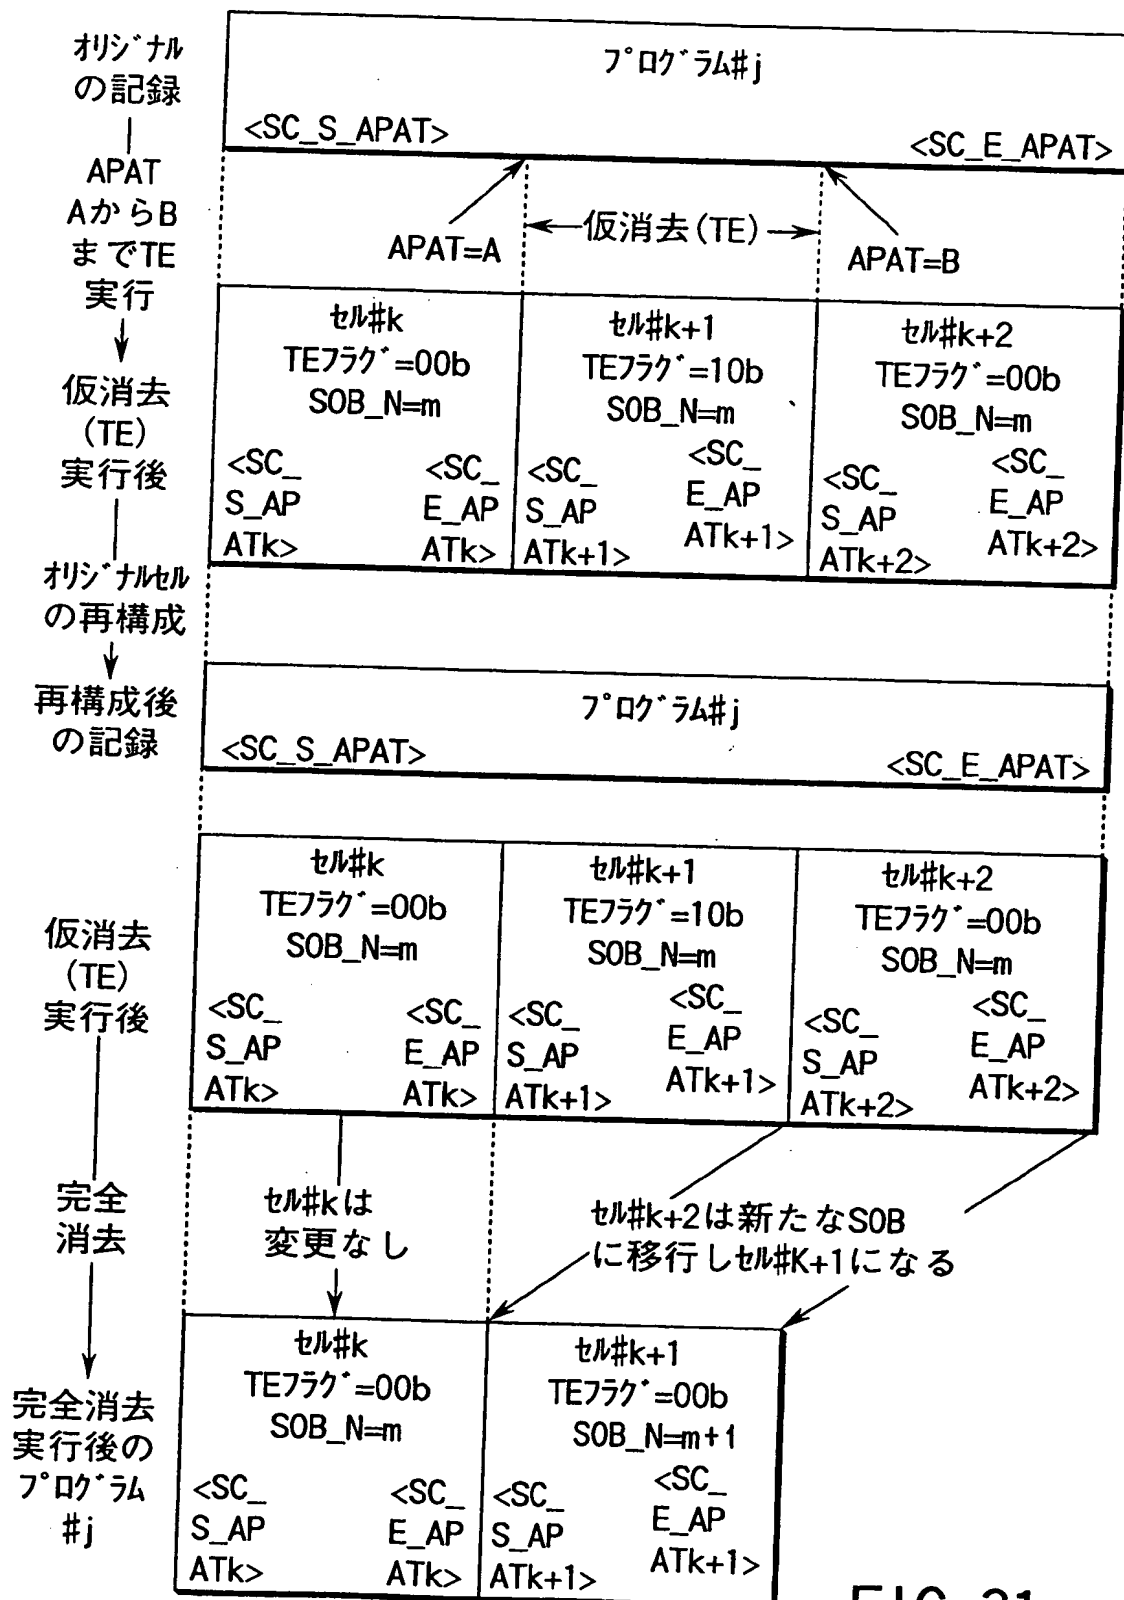 オリジナル
の記録
プログラム#j
<SC_S_APAT>
<SC_E_APAT>
APAT
AからB
までTE
実行
APAT=A
仮消去(TE)
APAT=B
仮消去
(TE)
実行後
セル#k
TEフラグ=00b
SOB_N=m
<SC_
S_AP
ATk>
<SC_
E_AP
ATk>
セル#k+1
TEフラグ=10b
SOB_N=m
<SC_
S_AP
ATk+1>
<SC_
E_AP
ATk+1>
セル#k+2
TEフラグ=00b
SOB_N=m
<SC_
S_AP
ATk+2>
<SC_
E_AP
ATk+2>
オリジナルセル
の再構成
再構成後
の記録
プログラム#j
<SC_S_APAT>
<SC_E_APAT>
仮消去
(TE)
実行後
セル#k
TEフラグ=00b
SOB_N=m
<SC_
S_AP
ATk>
<SC_
E_AP
ATk>
セル#k+1
TEフラグ=10b
SOB_N=m
<SC_
S_AP
ATk+1>
<SC_
E_AP
ATk+1>
セル#k+2
TEフラグ=00b
SOB_N=m
<SC_
S_AP
ATk+2>
<SC_
E_AP
ATk+2>
完全
消去
セル#kは
変更なし
セル#k+2は新たなSOB
に移行しセル#K+1になる
完全消去
実行後の
プログラム
#j
セル#k
TEフラグ=00b
SOB_N=m
<SC_
S_AP
ATk>
<SC_
E_AP
ATk>
セル#k+1
TEフラグ=00b
SOB_N=m+1
<SC_
S_AP
ATk+1>
<SC_
E_AP
ATk+1>
FIG. 21